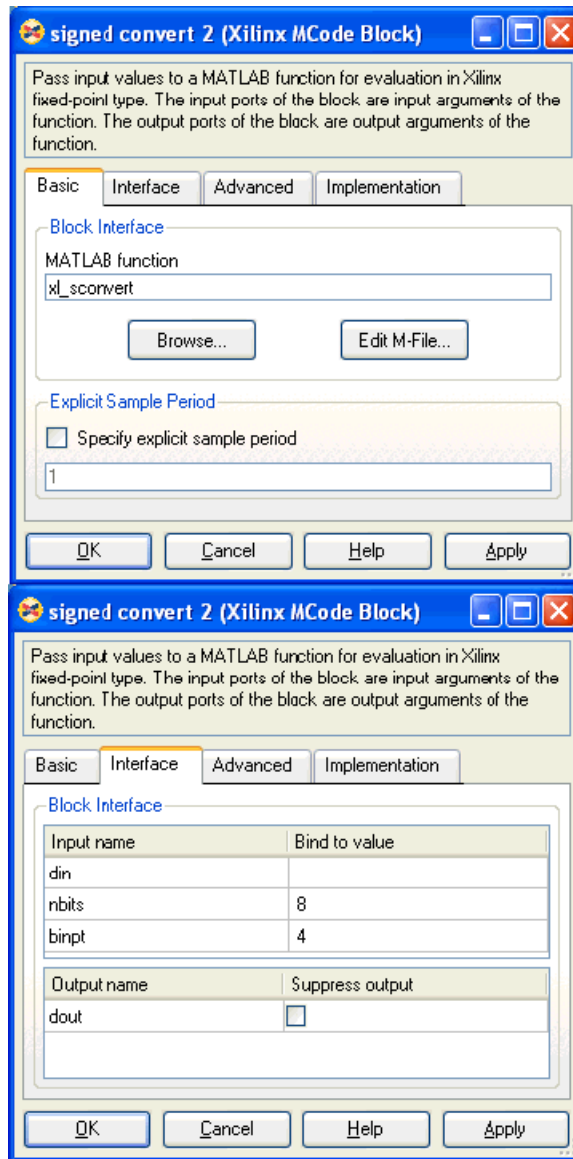 signed convert 2 (Xilinx MCode Block)
Pass input values to a MATLAB function for evaluation in Xilinx
fixed-point type. The input ports of the block are input arguments of the
function. The output ports of the block are output arguments of the
function.
Basic Interface Advanced Implementation
Block Interface
MATLAB function
xl_sconvert
Browse... Edit M-File...
Explicit Sample Period
Specify explicit sample period
1
OK Cancel Help Apply
signed convert 2 (Xilinx MCode Block)
Pass input values to a MATLAB function for evaluation in Xilinx
fixed-point type. The input ports of the block are input arguments of the
function. The output ports of the block are output arguments of the
function.
Basic Interface Advanced Implementation
Block Interface
Input name Bind to value
din
nbits 8
binpt 4
Output name Suppress output
dout
OK Cancel Help Apply